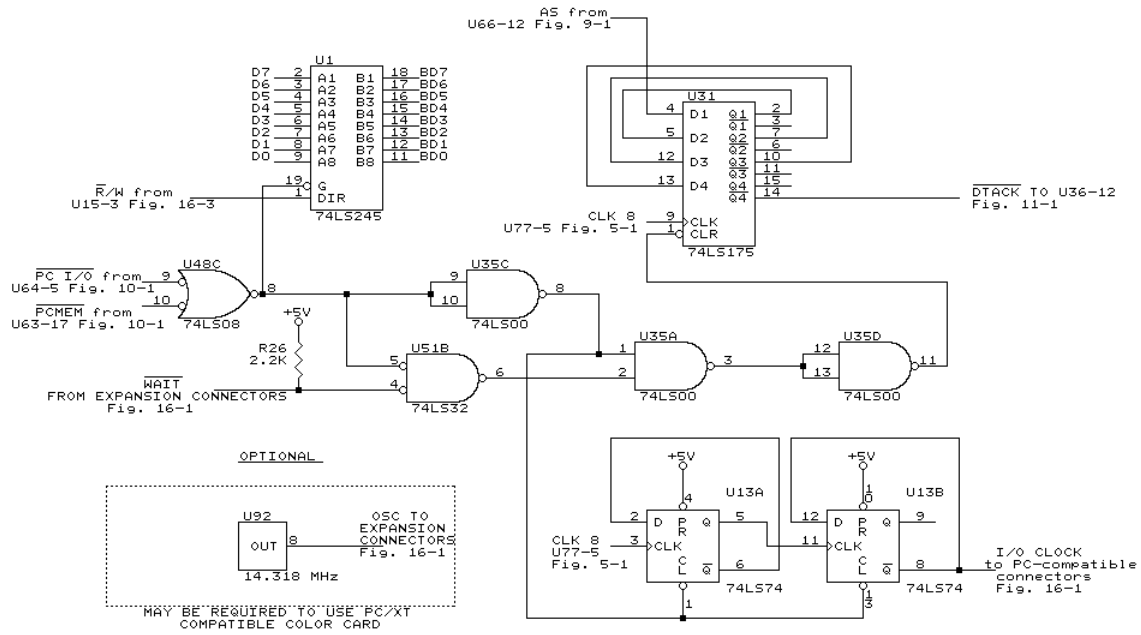 AS from
U66-12 Fig. 9-1
U1
D7 2 A1 B1 18 BD7
D6 3 A2 B2 17 BD6
D5 4 A3 B3 16 BD5
D4 5 A4 B4 15 BD4
D3 6 A5 B5 14 BD3
D2 7 A6 B6 13 BD2
D1 8 A7 B7 12 BD1
D0 9 A8 B8 11 BD0
19 G
1 DIR
74LS245
R/W from
U15-3 Fig. 16-3
U31
4 D1 Q1 2
Q1 3
5 D2 Q2 7
Q2 6
12 D3 Q3 10
Q3 11
13 D4 Q4 15
Q4 14
9 CLK
1 CLR
74LS175
CLK 8
U77-5 Fig. 5-1
DTACK TO U36-12
Fig. 11-1
PC I/O from
U64-5 Fig. 10-1
PCMEM from
U63-17 Fig. 10-1
U48C
9
10
8
74LS08
U35C
9
10
8
74LS00
+5V
R26
2.2K
U51B
5
4
6
74LS32
WAIT
FROM EXPANSION CONNECTORS
Fig. 16-1
U35A
1
2
3
74LS00
U35D
12
13
11
74LS00
OPTIONAL
U92
OUT 8
14.318 MHz
OSC TO
EXPANSION
CONNECTORS
Fig. 16-1
MAY BE REQUIRED TO USE PC/XT
COMPATIBLE COLOR CARD
+5V
U13A
4
2 D PR Q 5
3 CLK
CL Q 6
1
74LS74
CLK 8
U77-5
Fig. 5-1
+5V
U13B
10
12 D PR Q 9
11 CLK
CL Q 8
13
74LS74
I/O CLOCK
to PC-compatible
connectors
Fig. 16-1